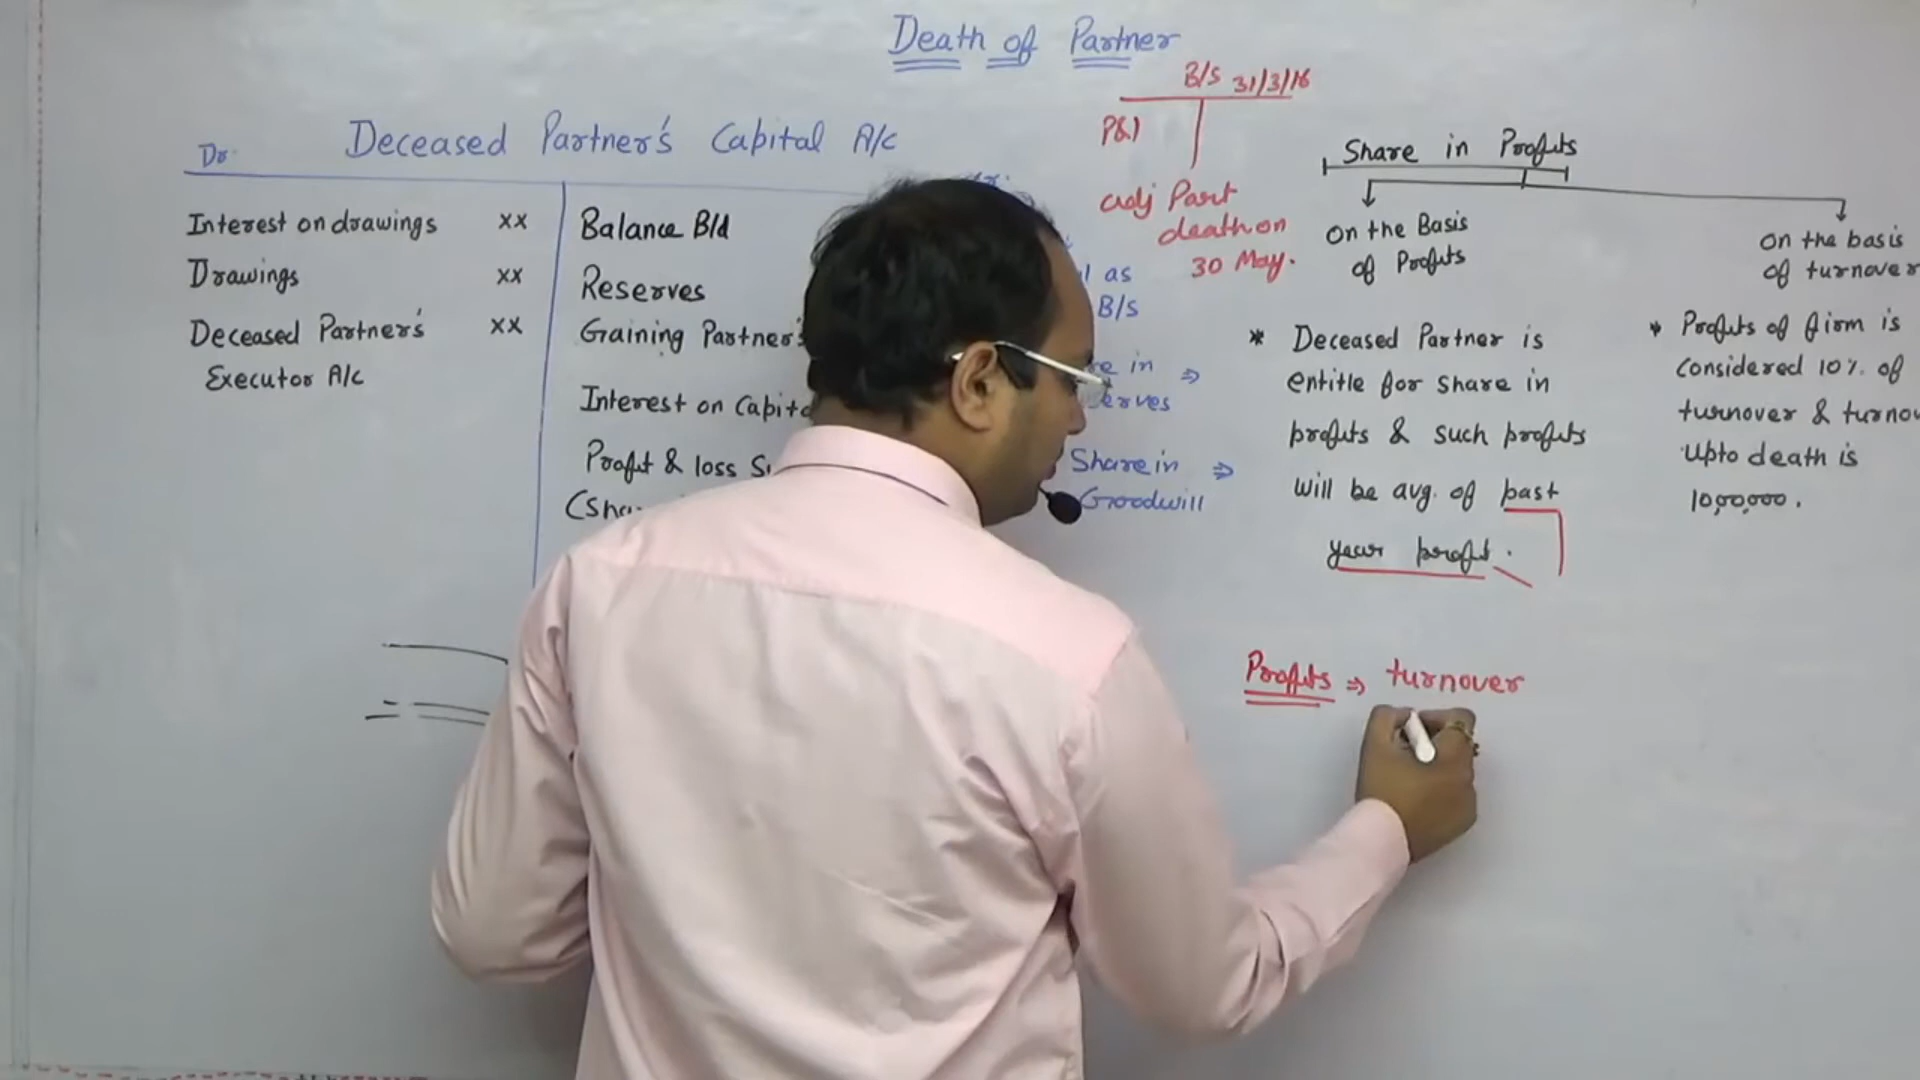 Death of Partner
B/S 31/3/16
P&l
adj Part
death on
30 May.
Deceased Partner's Capital A/c
Dr.
Interest on drawings xx
Drawings xx
Deceased Partner's xx
Executor A/c
Balance B/d
Reserves
Gaining Partner's
Interest on Capita
Profit & loss
as
B/S
in
Share in ⇒
Goodwill
Share in Profits
on the Basis
of Profits
* Deceased Partner is
entitle for share in
profits & such profits
will be avg. of past
year profit.
on the basis
of turnover
* Profits of firm is
considered 10% of
turnover & turnov
upto death is
10,00,000.
Profits ⇒ turnover